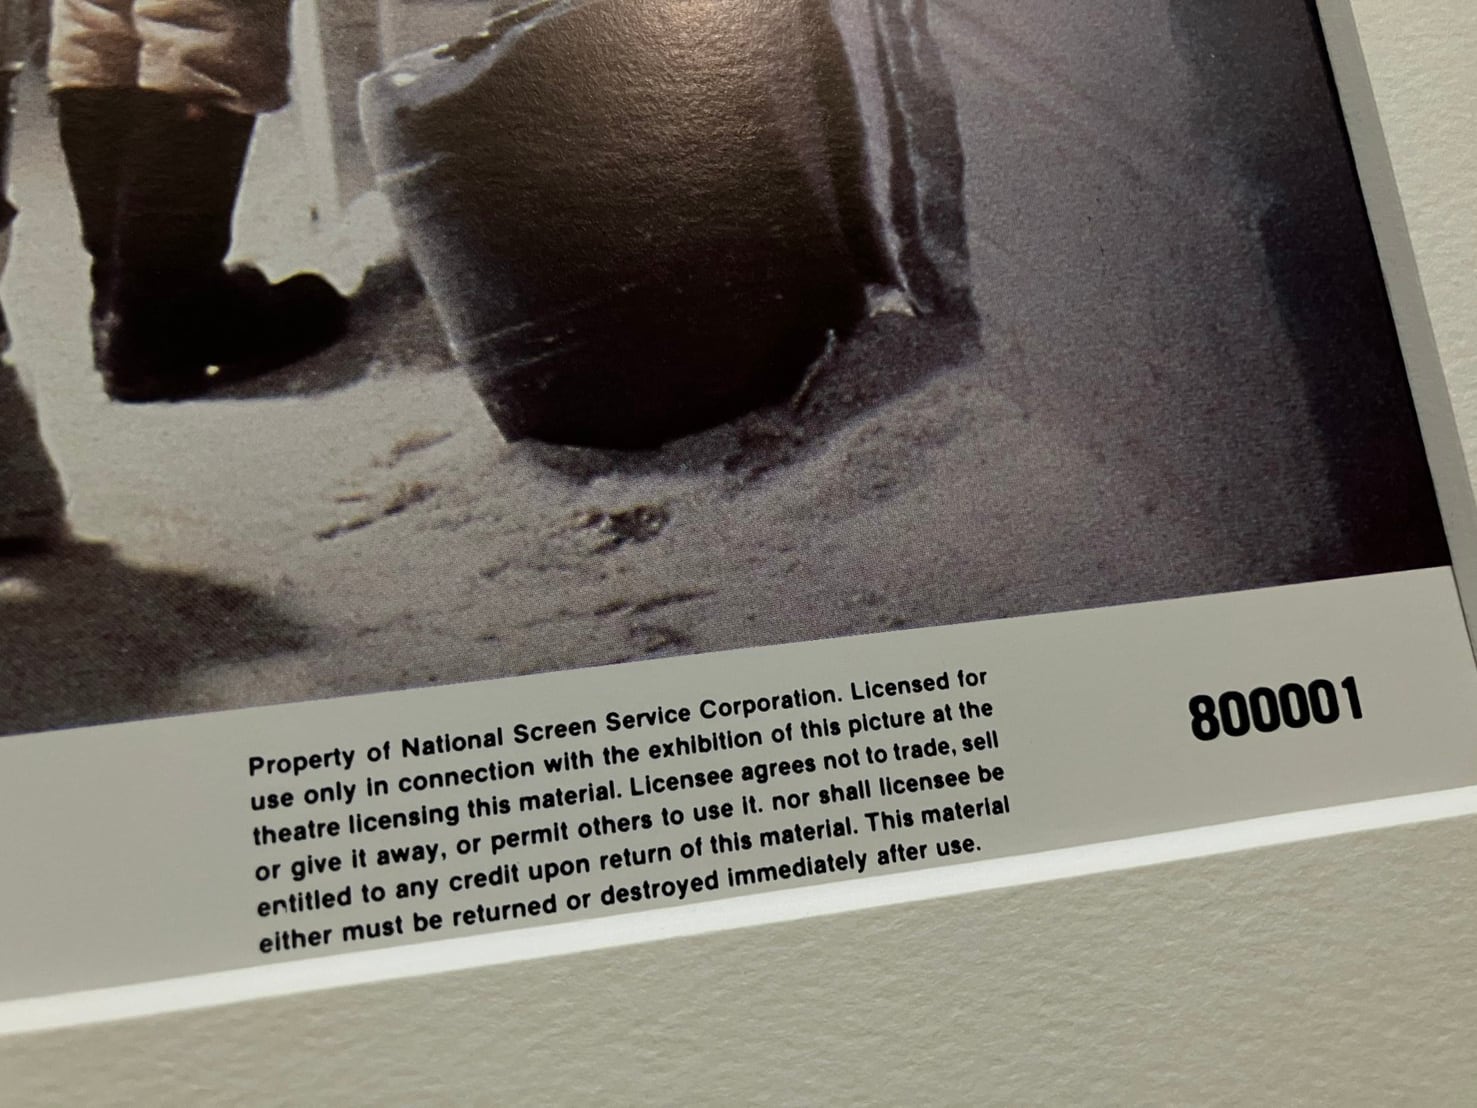 Property of National Screen Service Corporation. Licensed for
use only in connection with the exhibition of this picture at the
theatre licensing this material. Licensee agrees not to trade, sell
or give it away, or permit others to use it. nor shall licensee be
entitled to any credit upon return of this material. This material
either must be returned or destroyed immediately after use.
800001